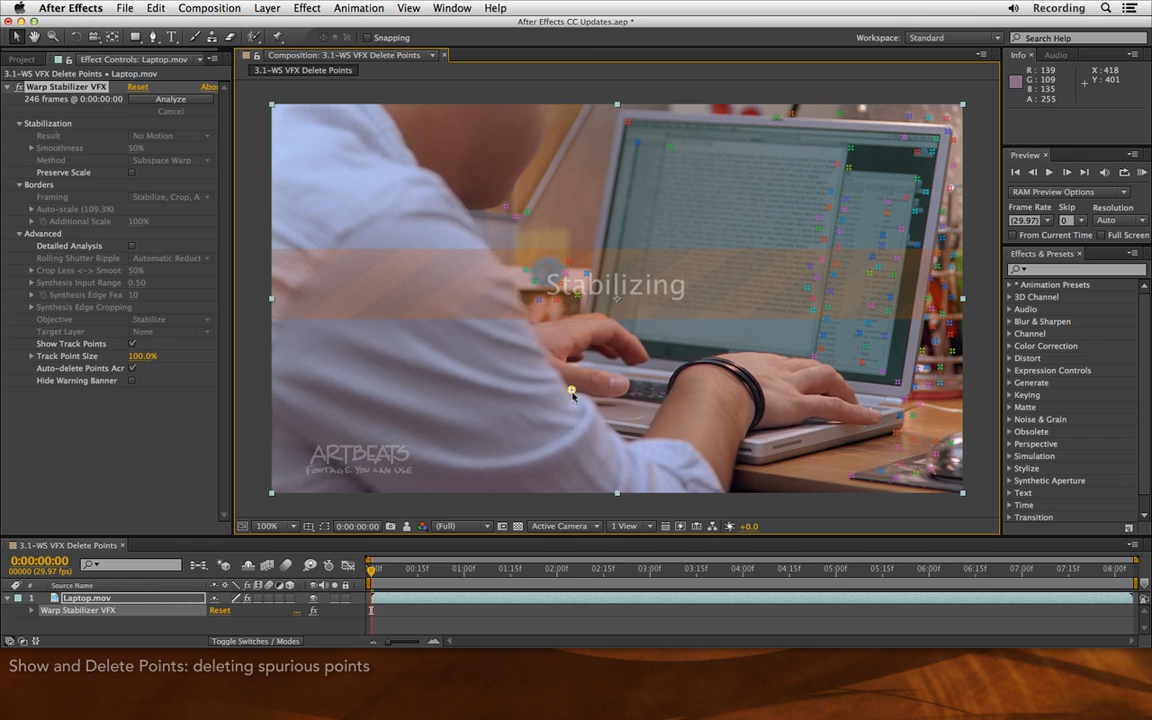 After Effects File Edit Composition Layer Effect Animation View Window Help Recording
After Effects CC Updates.aep *
Snapping Workspace: Standard Search Help
Project Effect Controls: Laptop.mov
3.1-WS VFX Delete Points • Laptop.mov
fx Warp Stabilizer VFX Reset Abou
246 frames @ 0:00:00:00 Analyze
Cancel
Stabilization
Result No Motion
Smoothness 50%
Method Subspace Warp
Preserve Scale
Borders
Framing Stabilize, Crop, A
Auto-scale (109.3%)
Additional Scale 100%
Advanced
Detailed Analysis
Rolling Shutter Ripple Automatic Reduct
Crop Less <-> Smoot 50%
Synthesis Input Range 0.50
Synthesis Edge Fea 10
Synthesis Edge Cropping
Objective Stabilize
Target Layer None
Show Track Points
Track Point Size 100.0%
Auto-delete Points Acr
Hide Warning Banner
Composition: 3.1-WS VFX Delete Points
3.1-WS VFX Delete Points
Stabilizing
ARTBEATS
FOOTAGE YOU CAN USE
100% 0:00:00:00 (Full) Active Camera 1 View +0.0
Info Audio
R : 139 X : 418
G : 109 Y : 401
B : 135
A : 255
Preview
RAM Preview Options
Frame Rate Skip Resolution
(29.97) 0 Auto
From Current Time Full Screen
Effects & Presets
* Animation Presets
3D Channel
Audio
Blur & Sharpen
Channel
Color Correction
Distort
Expression Controls
Generate
Keying
Matte
Noise & Grain
Obsolete
Perspective
Simulation
Stylize
Synthetic Aperture
Text
Time
Transition
3.1-WS VFX Delete Points
0:00:00:00
00000 (29.97 fps)
00f 00:15f 01:00f 01:15f 02:00f 02:15f 03:00f 03:15f 04:00f 04:15f 05:00f 05:15f 06:00f 06:15f 07:00f 07:15f 08:00f
# Source Name
1 Laptop.mov
Warp Stabilizer VFX Reset ...
Toggle Switches / Modes
Show and Delete Points: deleting spurious points